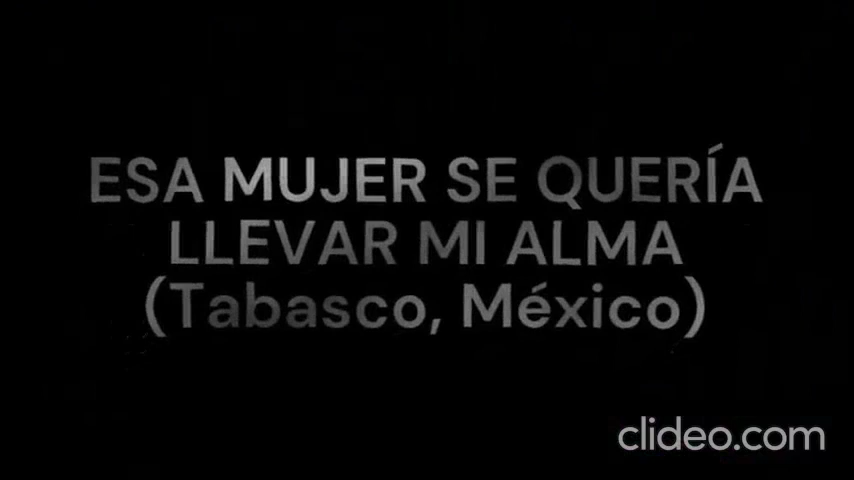 ESA MUJER SE QUERÍA
LLEVAR MI ALMA
(Tabasco, México)
clideo.com